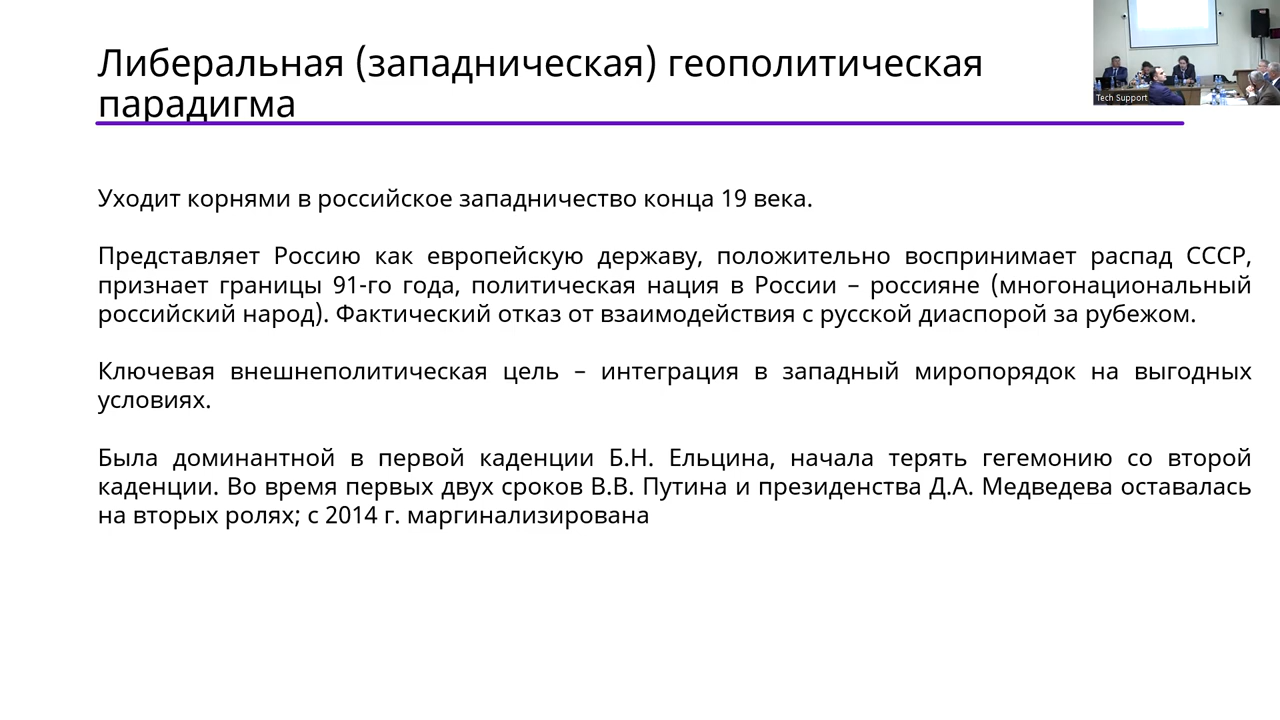 Либеральная (западническая) геополитическая
парадигма
Tech Support
Уходит корнями в российское западничество конца 19 века.
Представляет Россию как европейскую державу, положительно воспринимает распад СССР,
признает границы 91-го года, политическая нация в России – россияне (многонациональный
российский народ). Фактический отказ от взаимодействия с русской диаспорой за рубежом.
Ключевая внешнеполитическая цель – интеграция в западный миропорядок на выгодных
условиях.
Была доминантной в первой каденции Б.Н. Ельцина, начала терять гегемонию со второй
каденции. Во время первых двух сроков В.В. Путина и президенства Д.А. Медведева оставалась
на вторых ролях; с 2014 г. маргинализирована